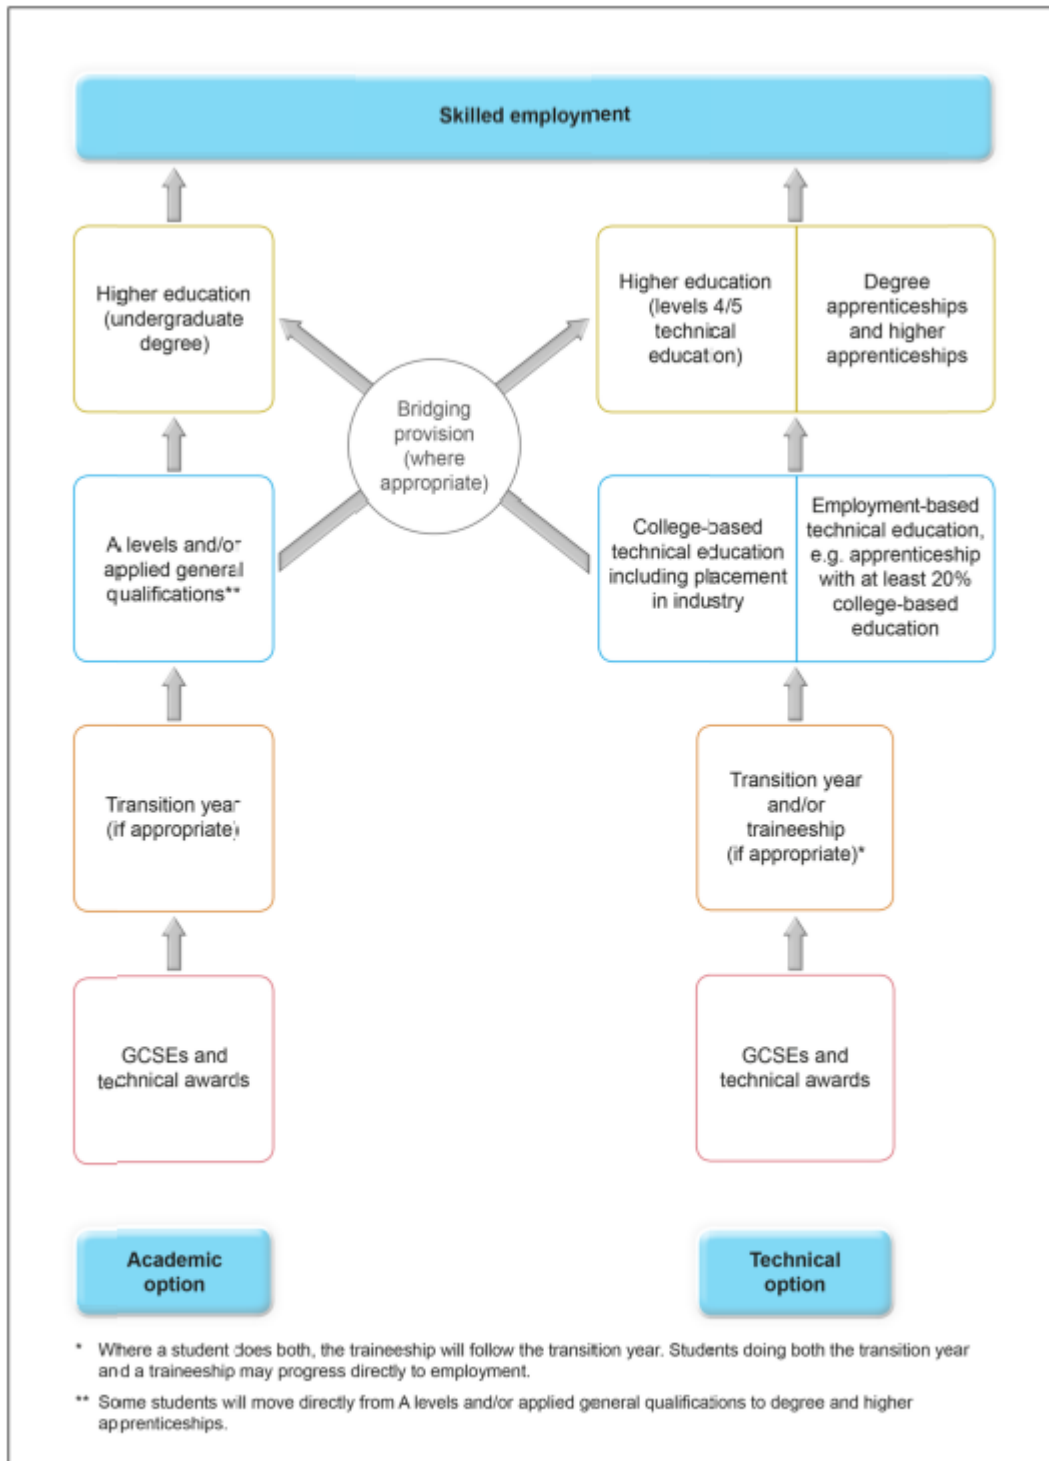 Skilled employment
Higher education
(undergraduate
degree)
Higher education
(levels 4/5
technical
education)
Degree
apprenticeships
and higher
apprenticeships
Bridging
provision
(where
appropriate)
A levels and/or
applied general
qualifications**
College-based
technical education
including placement
in industry
Employment-based
technical education,
e.g. apprenticeship
with at least 20%
college-based
education
Transition year
(if appropriate)
Transition year
and/or
traineeship
(if appropriate)*
GCSEs and
technical awards
GCSEs and
technical awards
Academic
option
Technical
option
* Where a student does both, the traineeship will follow the transition year. Students doing both the transition year
and a traineeship may progress directly to employment.
** Some students will move directly from A levels and/or applied general qualifications to degree and higher
apprenticeships.